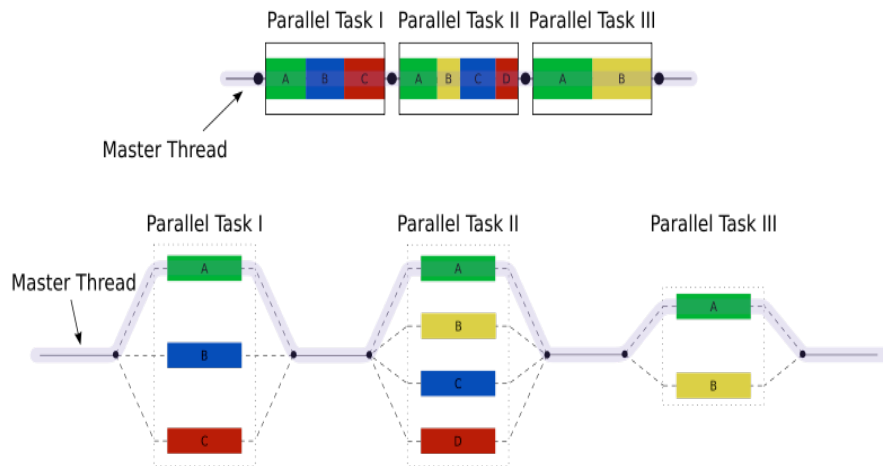 Parallel Task I Parallel Task II Parallel Task III
A B C A B C D A B
Master Thread
Parallel Task I Parallel Task II Parallel Task III
A A
Master Thread
A
B
B
C
B
C D